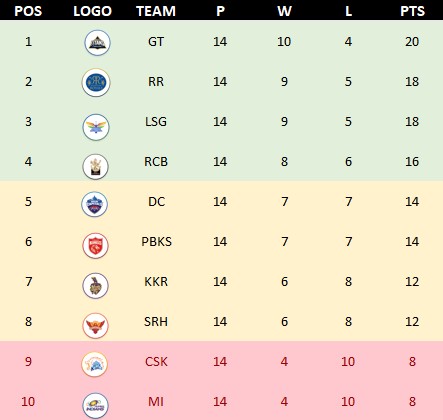 POS LOGO TEAM P W L PTS
1 GT 14 10 4 20
2 RR 14 9 5 18
3 LSG 14 9 5 18
4 RCB 14 8 6 16
5 DC 14 7 7 14
6 PBKS 14 7 7 14
7 KKR 14 6 8 12
8 SRH 14 6 8 12
9 CSK 14 4 10 8
10 MI 14 4 10 8